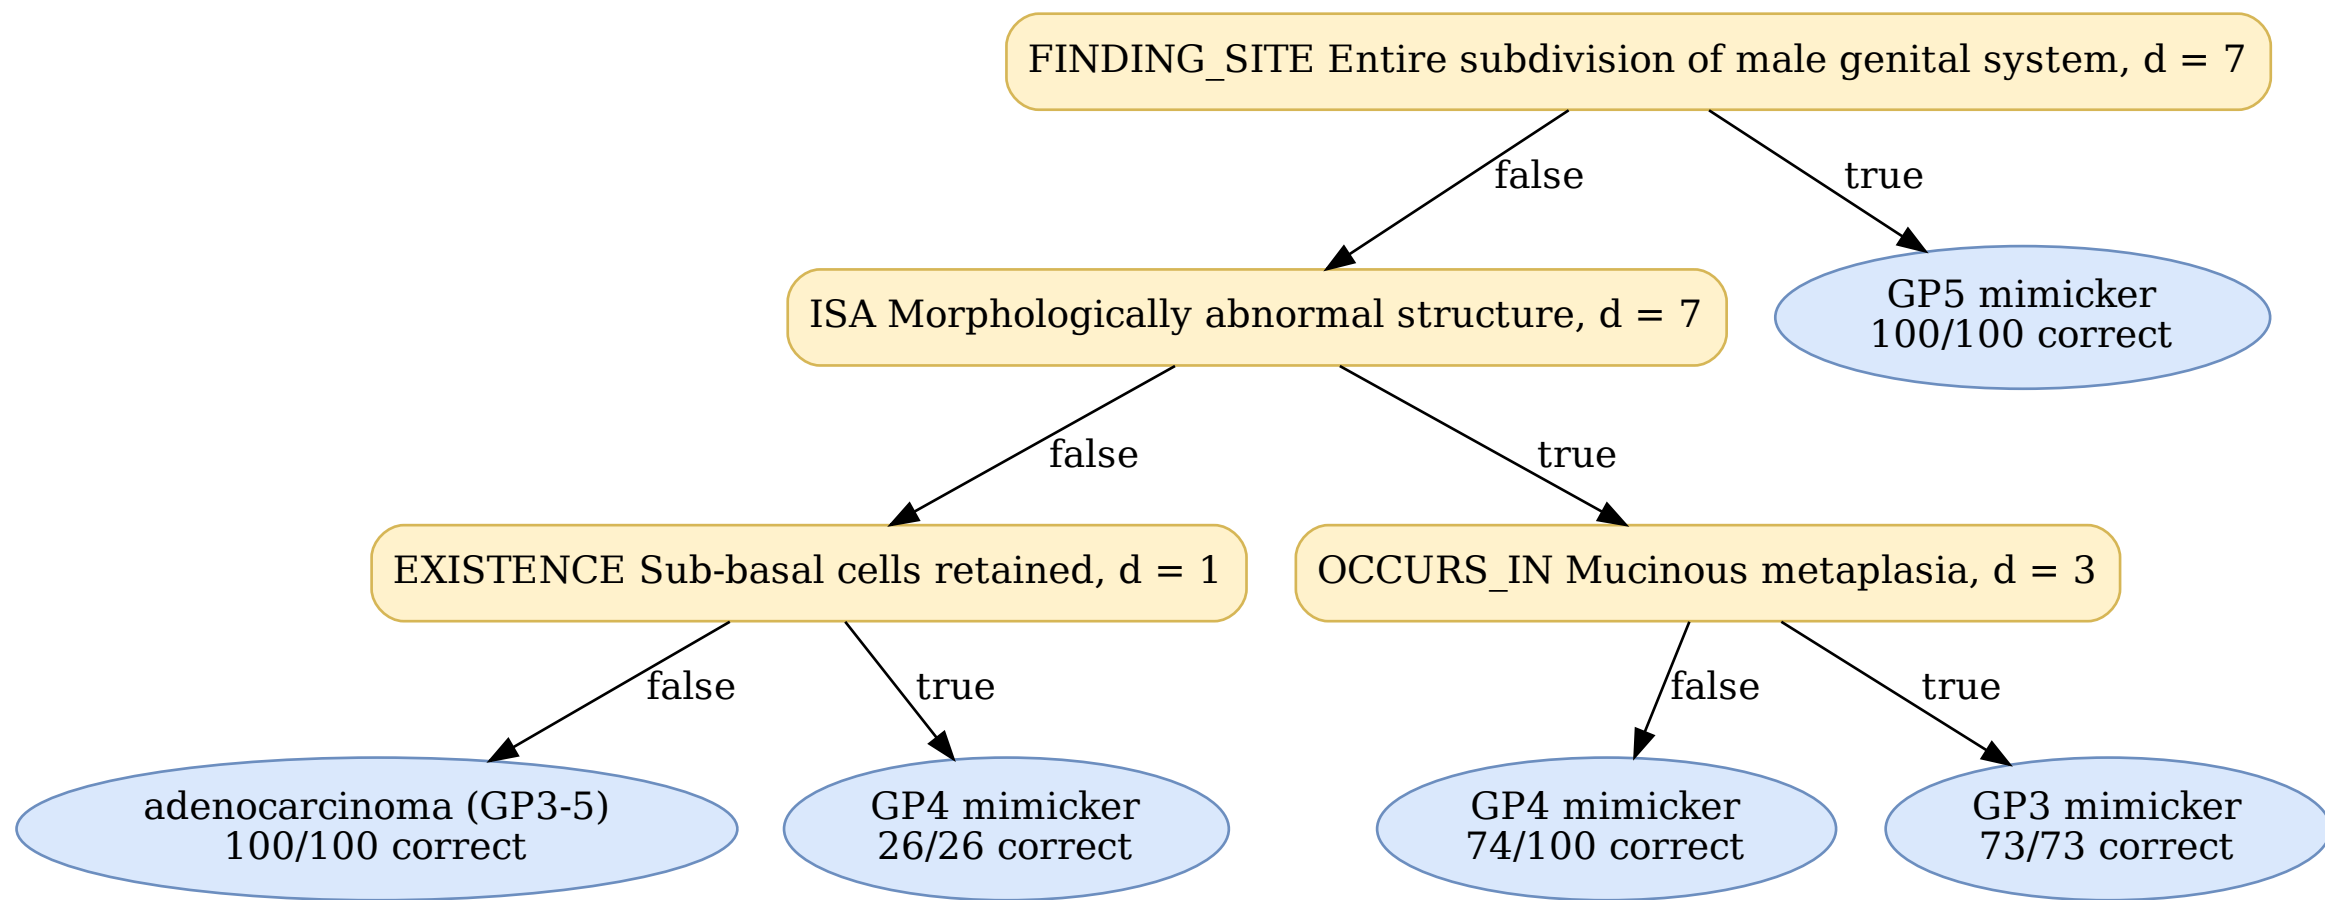 FINDING_SITE Entire subdivision of male genital system, d = 7
false
true
ISA Morphologically abnormal structure, d = 7
GP5 mimicker
100/100 correct
false
true
EXISTENCE Sub-basal cells retained, d = 1
OCCURS_IN Mucinous metaplasia, d = 3
false
true
false
true
adenocarcinoma (GP3-5)
100/100 correct
GP4 mimicker
26/26 correct
GP4 mimicker
74/100 correct
GP3 mimicker
73/73 correct